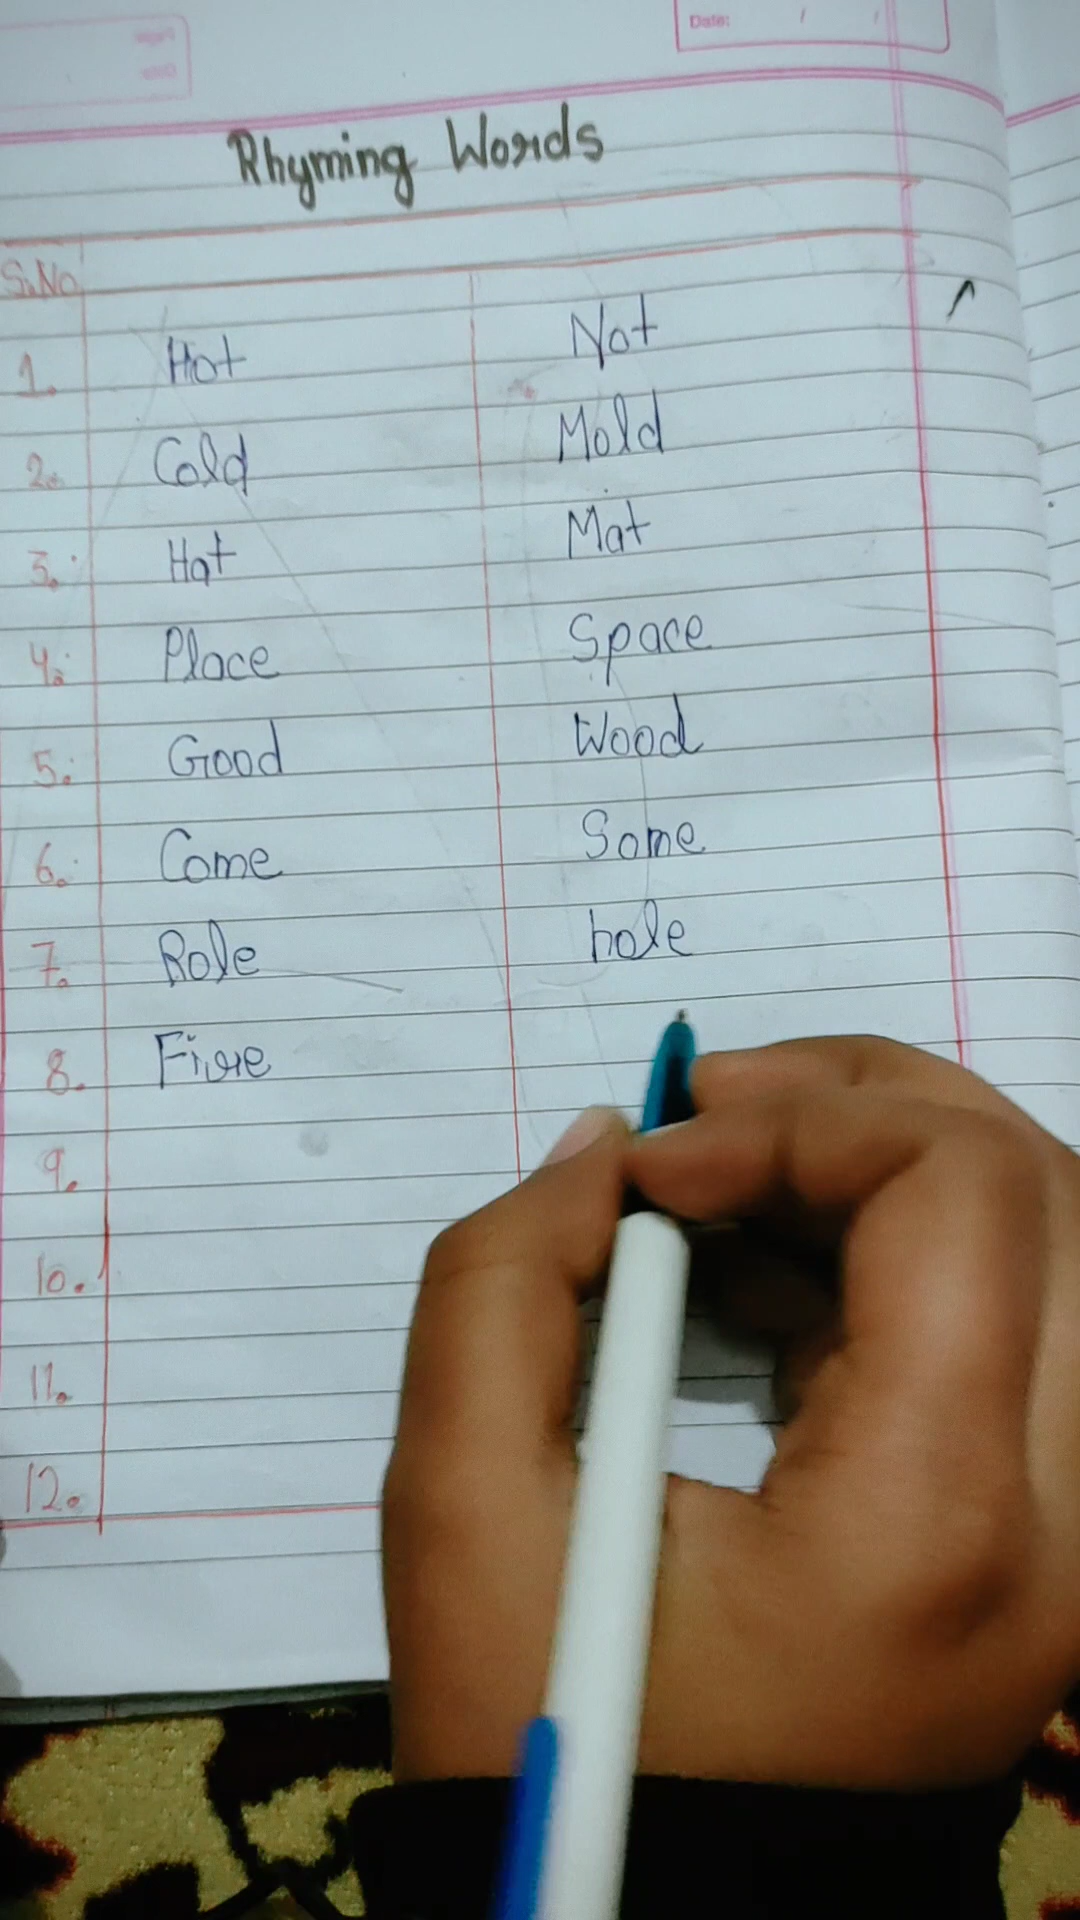 Date: / /
Rhyming Words
S.No
1. Hot Not
2. Cold Mold
3. Hat Mat
4. Place Space
5. Good Wood
6. Come Some
7. Role hole
8. Fire
9.
10.
11.
12.